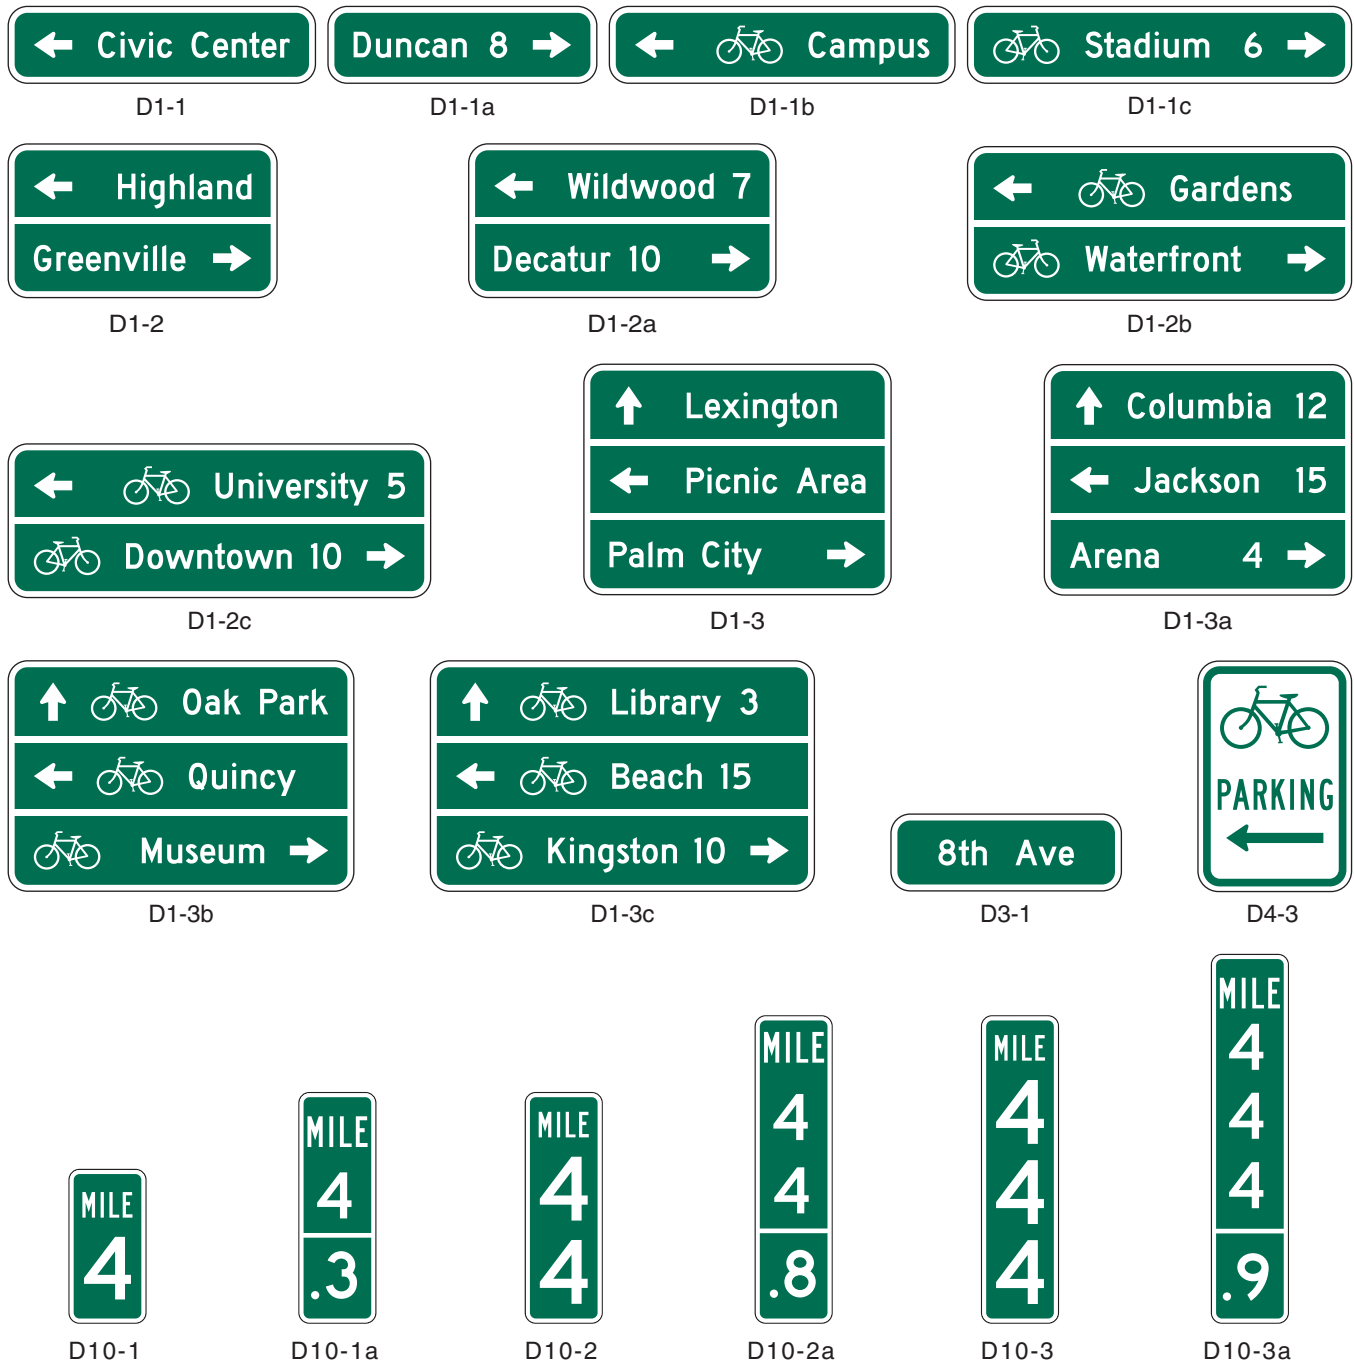 Civic Center
Duncan 8
Campus
Stadium 6
D1-1
D1-1a
D1-1b
D1-1c
Highland
Greenville
Wildwood 7
Decatur 10
Gardens
Waterfront
D1-2
D1-2a
D1-2b
University 5
Downtown 10
Lexington
Picnic Area
Palm City
Columbia 12
Jackson 15
Arena 4
D1-2c
D1-3
D1-3a
Oak Park
Quincy
Museum
Library 3
Beach 15
Kingston 10
8th Ave
PARKING
D1-3b
D1-3c
D3-1
D4-3
MILE
4
MILE
4
.3
MILE
4
4
MILE
4
4
.8
MILE
4
4
4
MILE
4
4
4
.9
D10-1
D10-1a
D10-2
D10-2a
D10-3
D10-3a